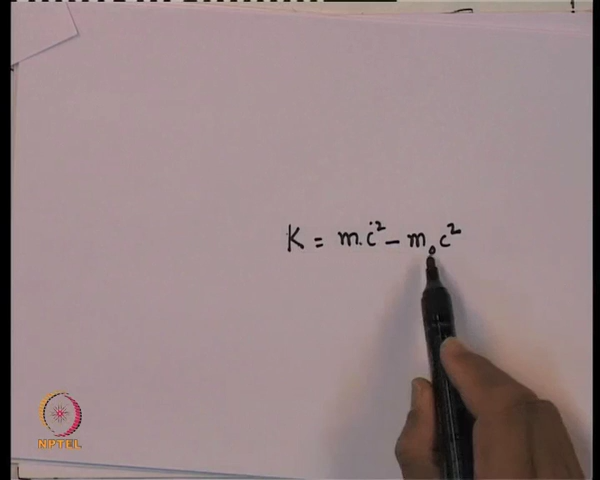 K = mc² - m₀c²
NPTEL